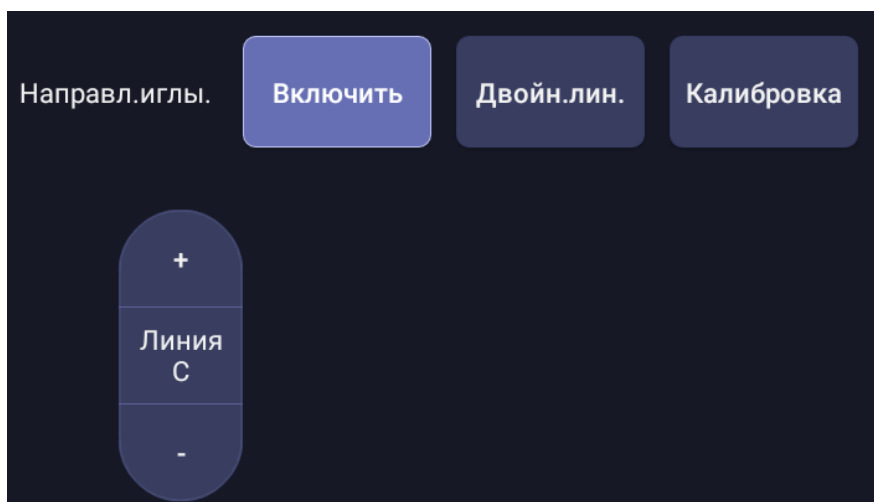 Направл.иглы.
Включить
Двойн.лин.
Калибровка
+
Линия
С
-